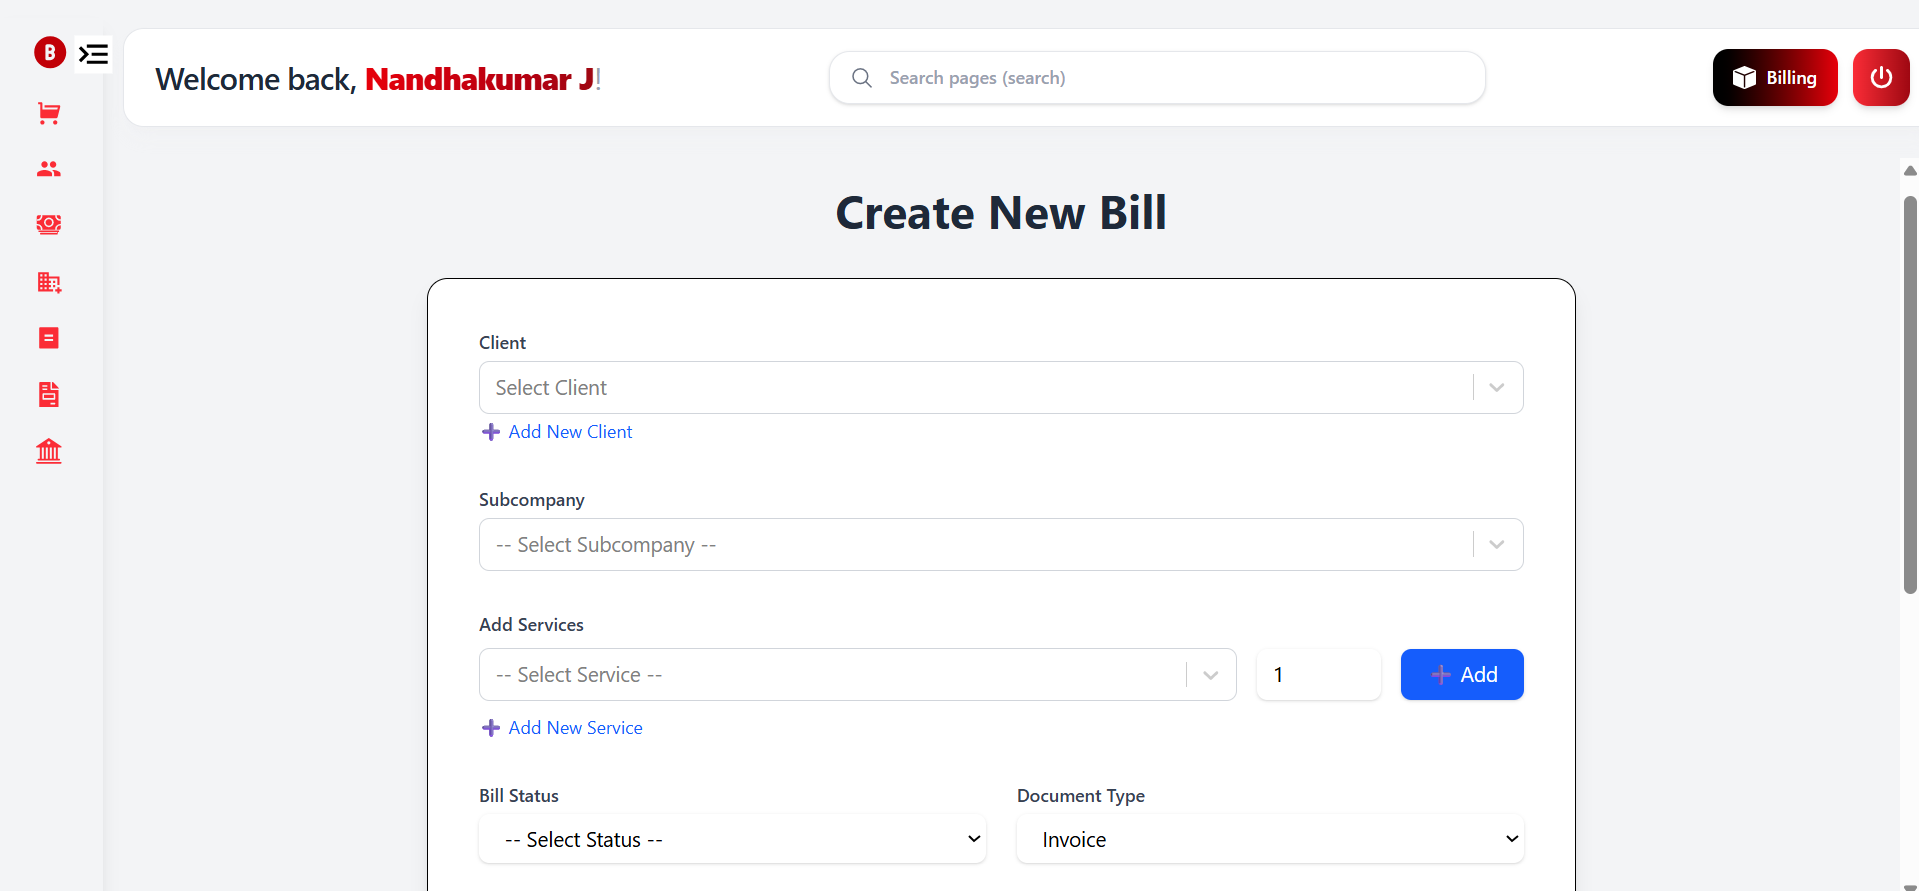 B
Welcome back, Nandhakumar J!
Search pages (search)
Billing
Create New Bill
Client
Select Client
Add New Client
Subcompany
-- Select Subcompany --
Add Services
-- Select Service --
1
Add
Add New Service
Bill Status
Document Type
-- Select Status --
Invoice